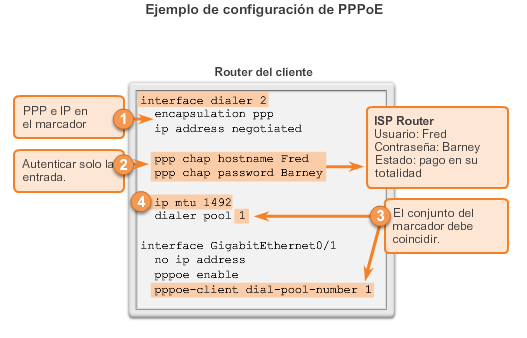 Ejemplo de configuración de PPPoE
Router del cliente
PPP e IP en
el marcador
1
interface dialer 2
encapsulation ppp
ip address negotiated
Autenticar solo la
entrada.
2
ppp chap hostname Fred
ppp chap password Barney
ISP Router
Usuario: Fred
Contraseña: Barney
Estado: pago en su
totalidad
4
ip mtu 1492
dialer pool 1
3
El conjunto del
marcador debe
coincidir.
interface GigabitEthernet0/1
no ip address
pppoe enable
pppoe-client dial-pool-number 1